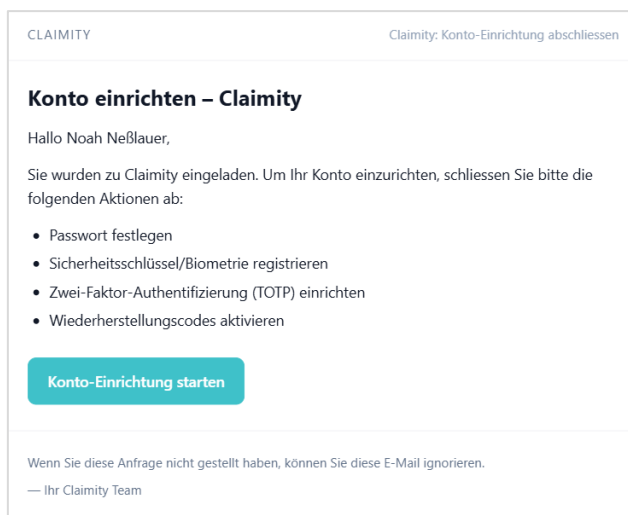 CLAIMITY
Claimity: Konto-Einrichtung abschliessen
Konto einrichten – Claimity
Hallo Noah Neßlauer,
Sie wurden zu Claimity eingeladen. Um Ihr Konto einzurichten, schliessen Sie bitte die
folgenden Aktionen ab:
• Passwort festlegen
• Sicherheitsschlüssel/Biometrie registrieren
• Zwei-Faktor-Authentifizierung (TOTP) einrichten
• Wiederherstellungscodes aktivieren
Konto-Einrichtung starten
Wenn Sie diese Anfrage nicht gestellt haben, können Sie diese E-Mail ignorieren.
— Ihr Claimity Team